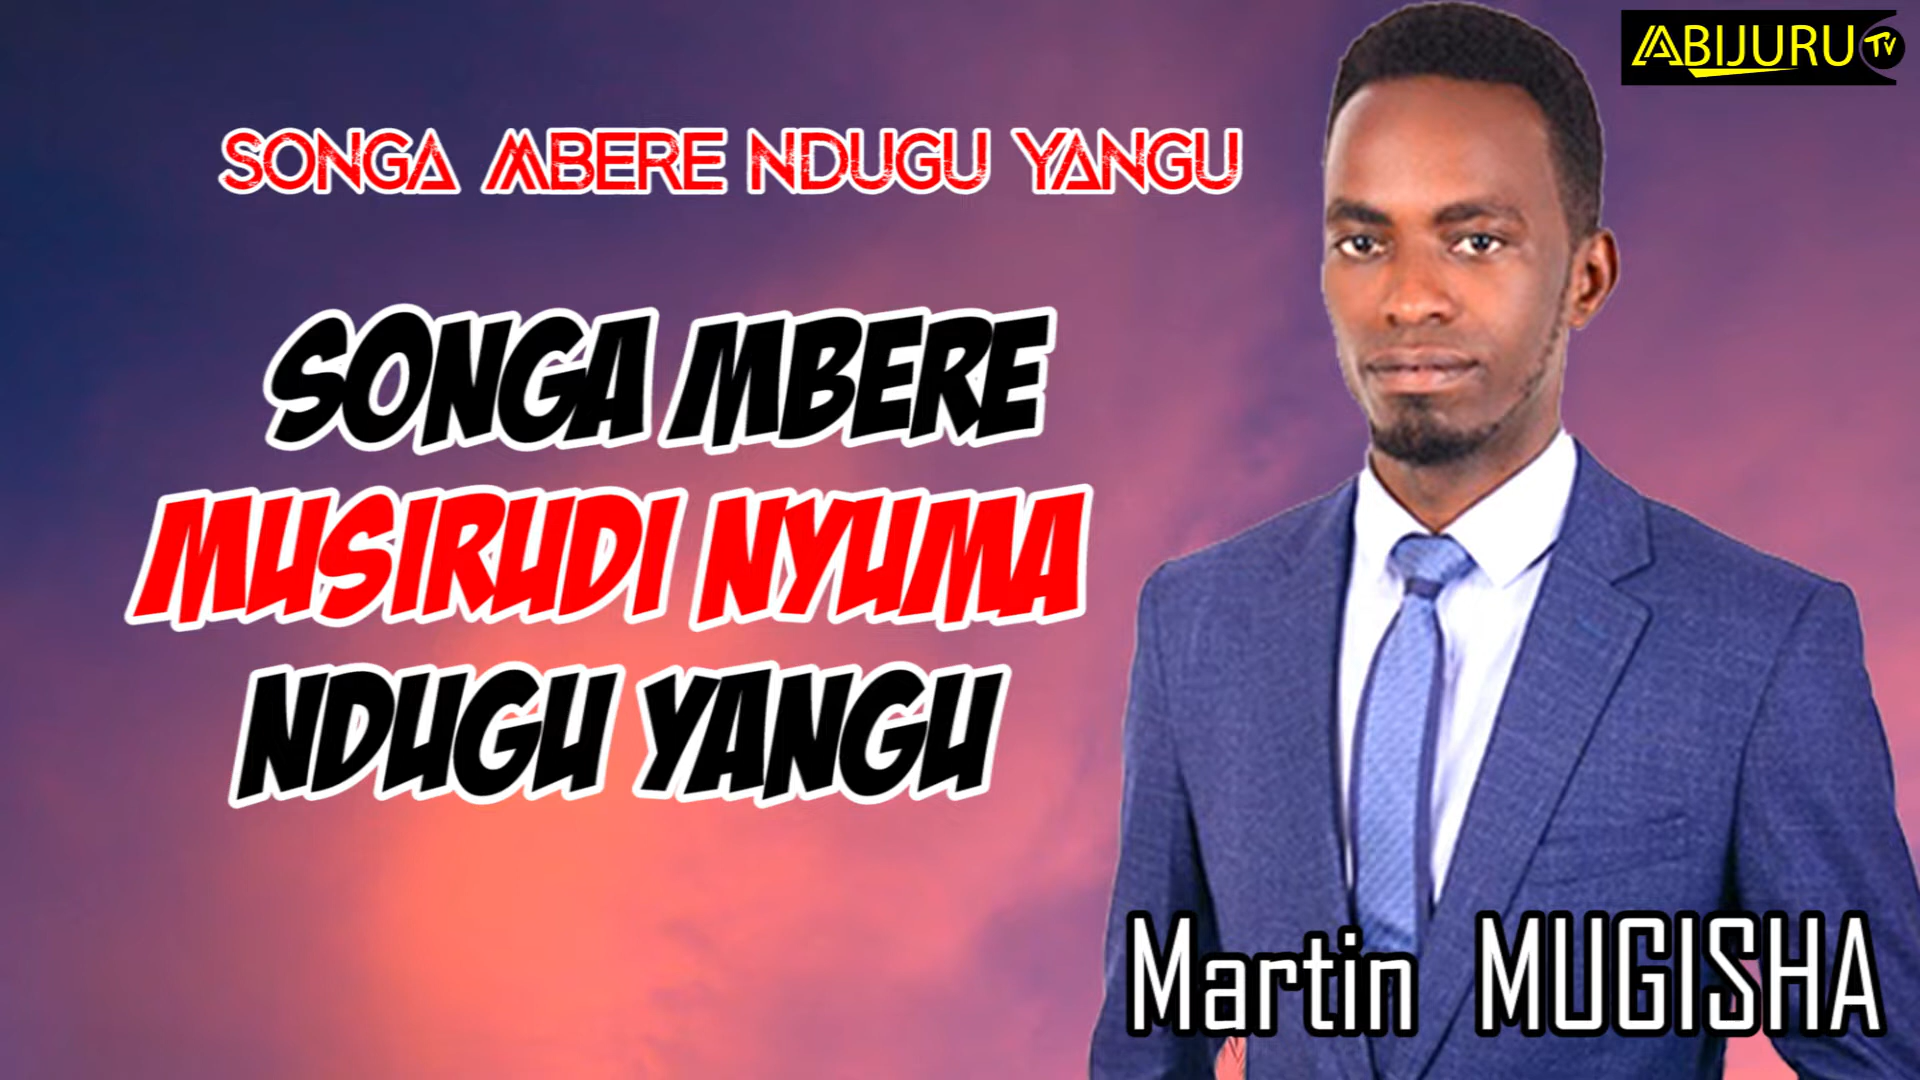 ABIJURU TV
SONGA MBERE NDUGU YANGU
SONGA MBERE
MUSIRUDI NYUMA
NDUGU YANGU
Martin MUGISHA